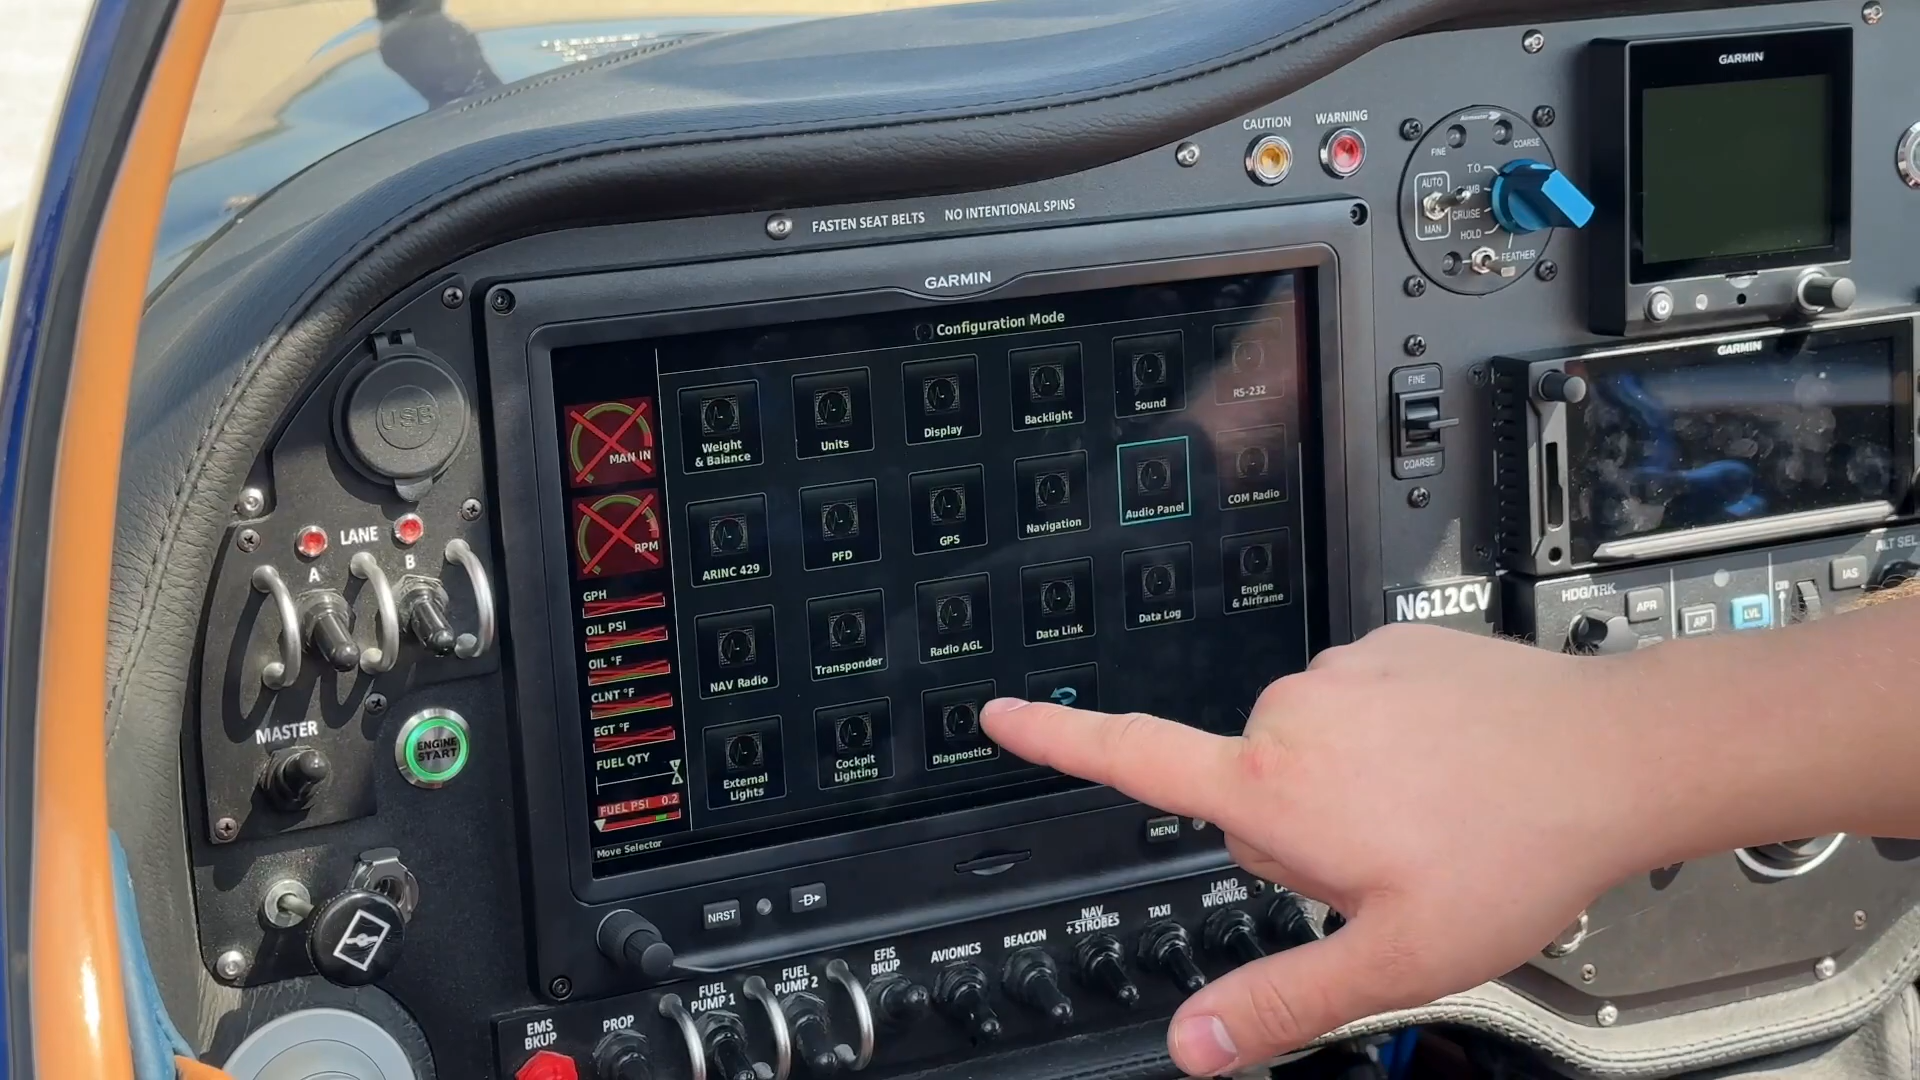 GARMIN
CAUTION
WARNING
FINE
COARSE
T.O.
AUTO
CRUISE
MAN
HOLD
FEATHER
FASTEN SEAT BELTS
NO INTENTIONAL SPINS
GARMIN
GARMIN
Configuration Mode
Weight
& Balance
Units
Display
Backlight
Sound
RS-232
ARINC 429
PFD
GPS
Navigation
Audio Panel
COM Radio
NAV Radio
Transponder
Radio AGL
Data Link
Data Log
Engine
& Airframe
External
Lights
Cockpit
Lighting
Diagnostics
MAN IN
RPM
GPH
OIL PSI
OIL °F
CLNT °F
EGT °F
FUEL QTY
FUEL PSI 0.2
Move Selector
USB
LANE
A
B
MASTER
ENGINE
START
FINE
COARSE
N612CV
HDG/TRK
APR
AP
LVL
IAS
ALT SEL
NRST
MENU
EMS
BKUP
PROP
FUEL
PUMP 1
FUEL
PUMP 2
EFIS
BKUP
AVIONICS
BEACON
NAV
+STROBES
TAXI
LAND
WIGWAG